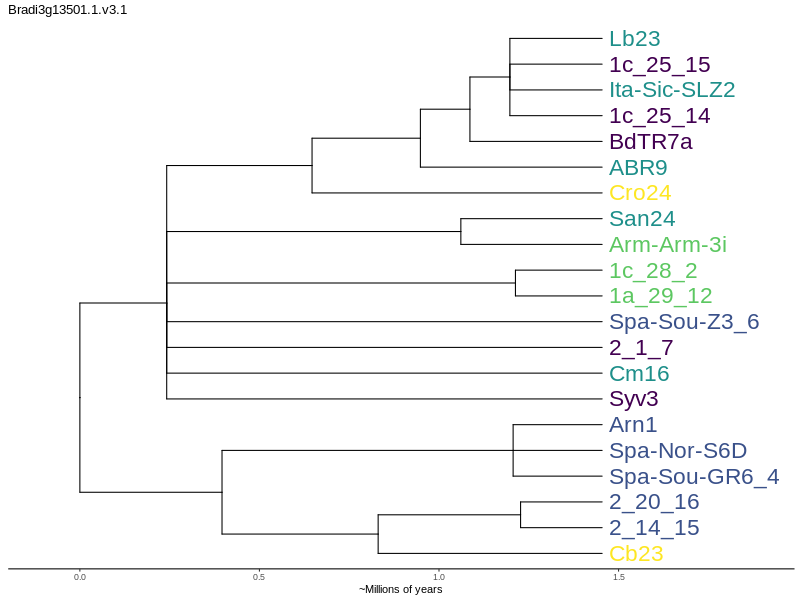 Bradi3g13501.1.v3.1
Lb23
1c_25_15
Ita-Sic-SLZ2
1c_25_14
BdTR7a
ABR9
Cro24
San24
Arm-Arm-3i
1c_28_2
1a_29_12
Spa-Sou-Z3_6
2_1_7
Cm16
Syv3
Arn1
Spa-Nor-S6D
Spa-Sou-GR6_4
2_20_16
2_14_15
Cb23
0.0 0.5 1.0 1.5
~Millions of years